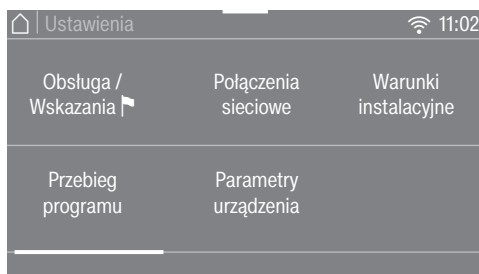 Ustawienia 11:02
Obsługa / Połączenia Warunki
Wskazania sieciowe instalacyjne
Przebieg Parametry
programu urządzenia